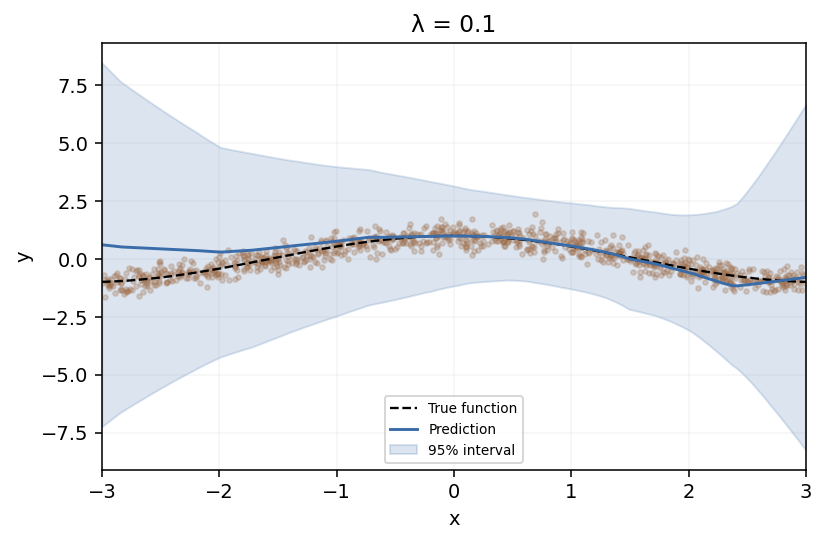 λ = 0.1
y
7.5
5.0
2.5
0.0
−2.5
−5.0
−7.5
True function
Prediction
95% interval
−3 −2 −1 0 1 2 3
x